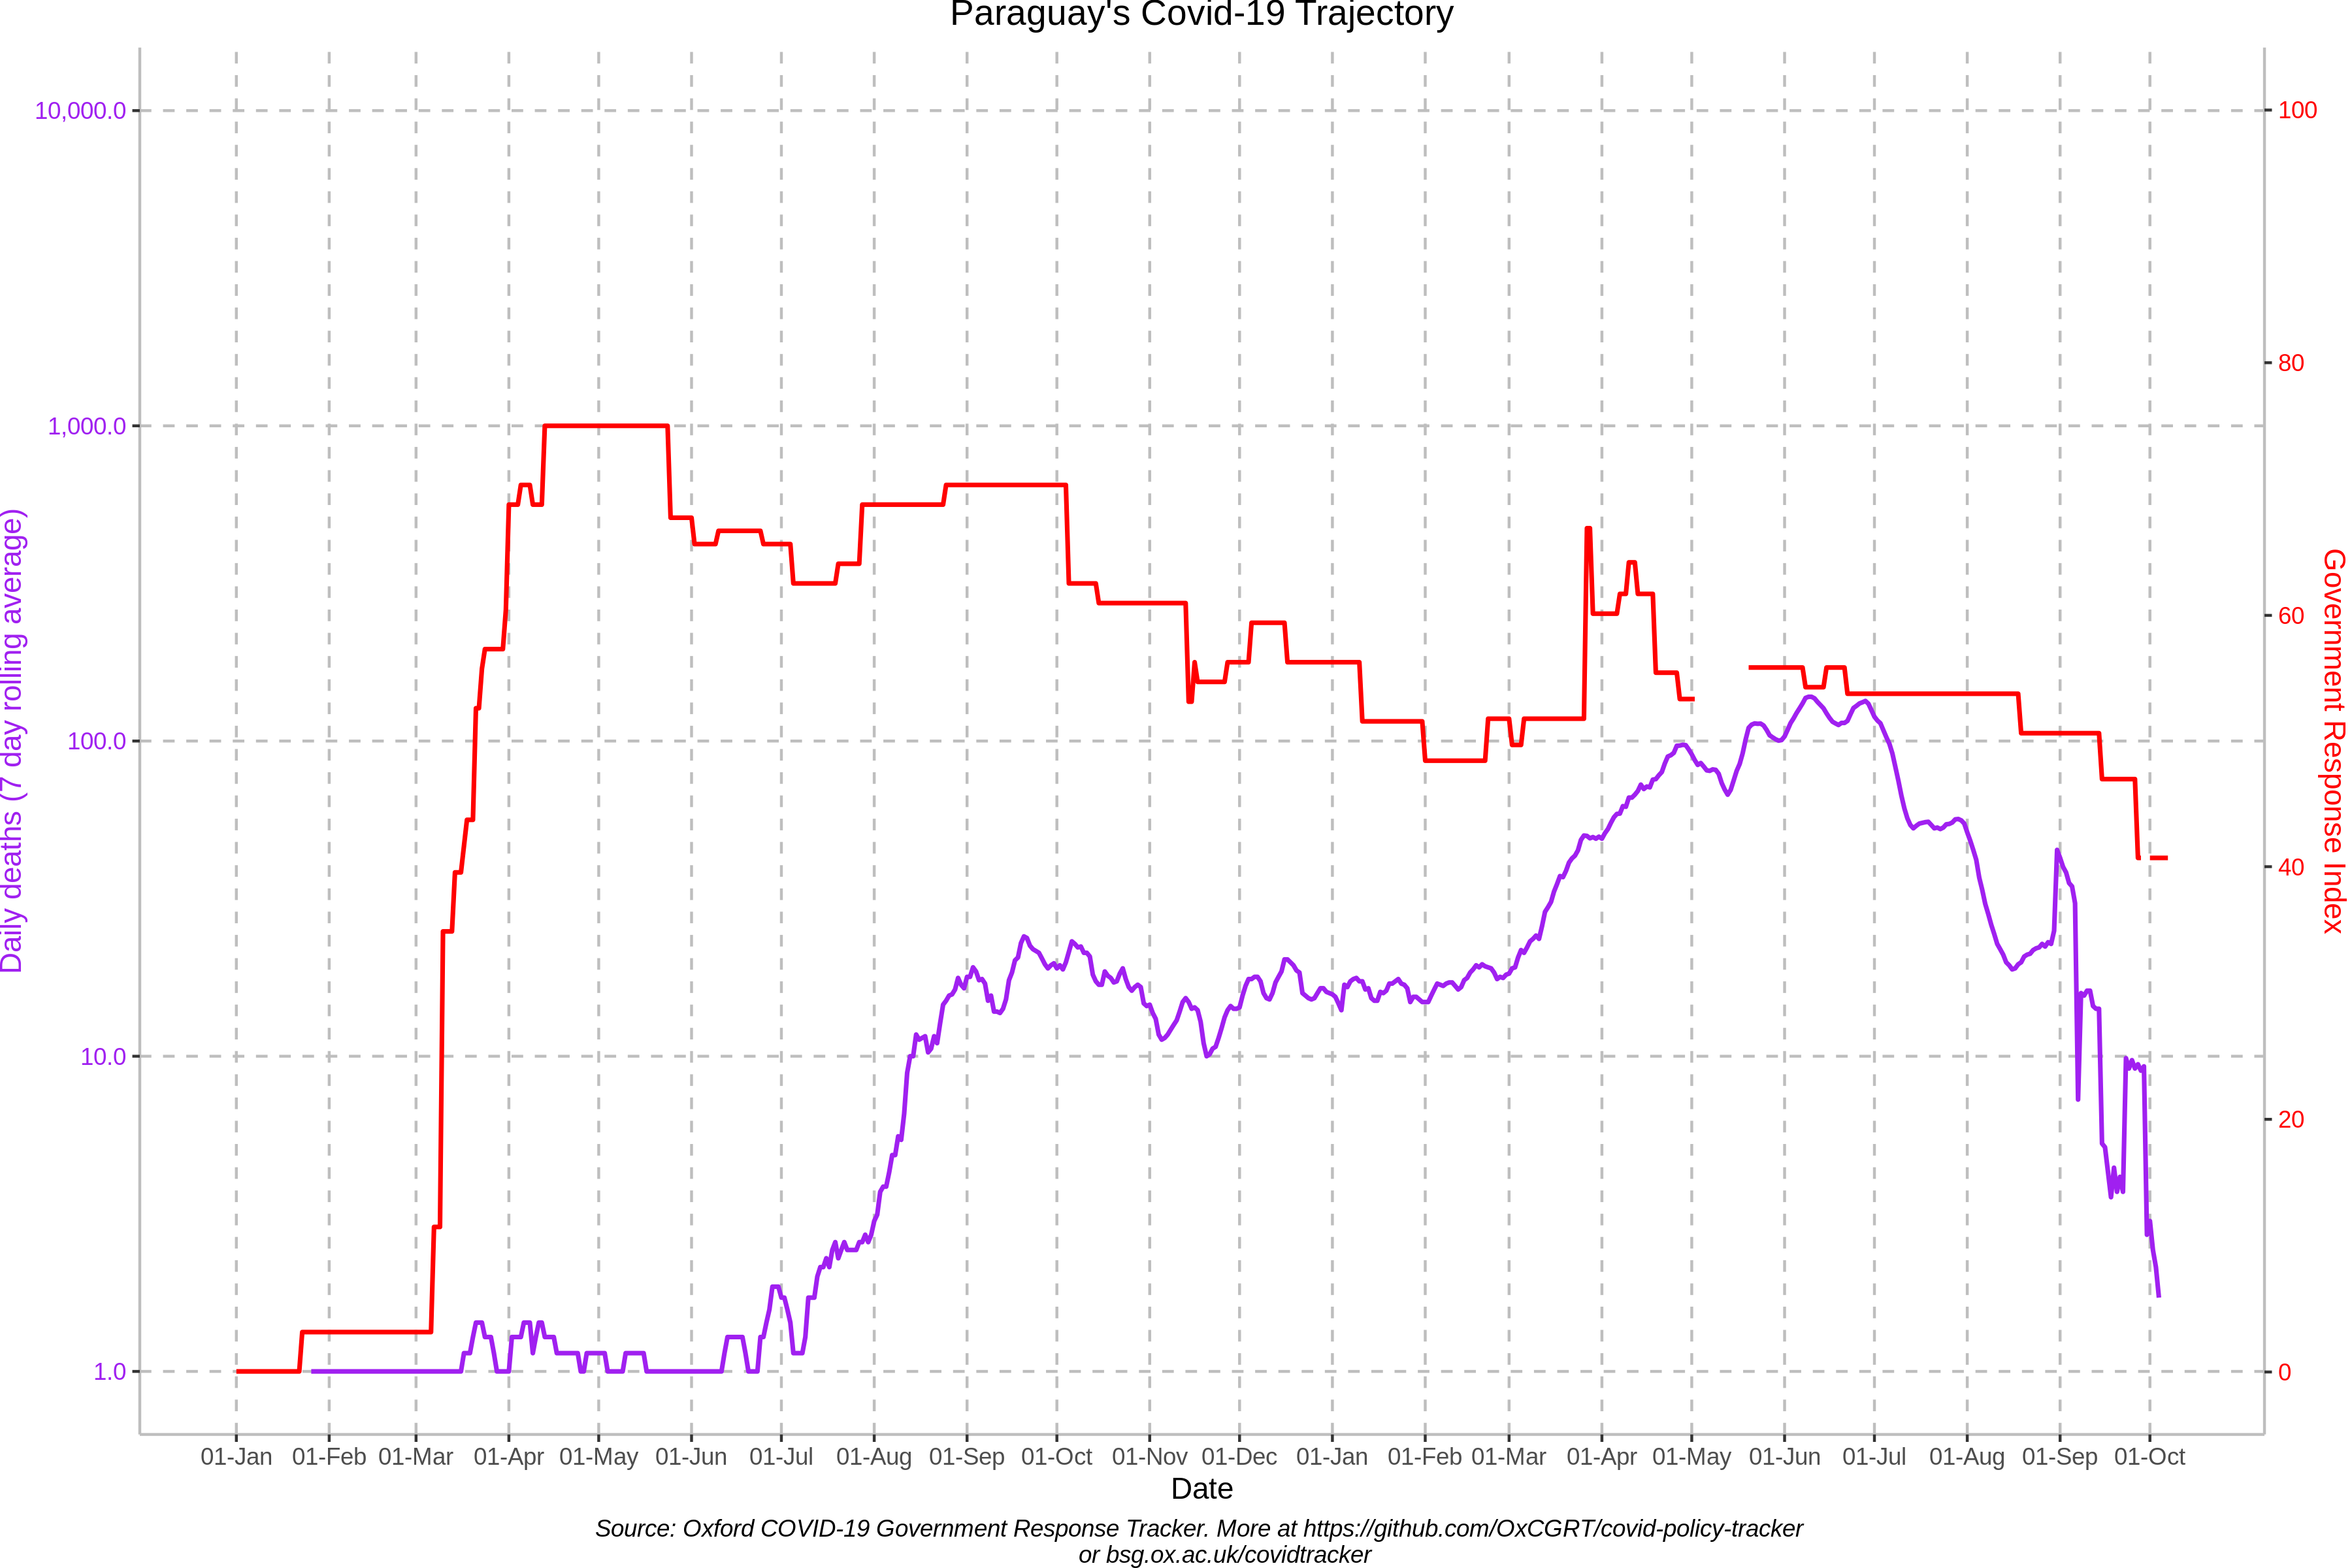 Paraguay's Covid-19 Trajectory
10,000.0
1,000.0
100.0
10.0
1.0
Daily deaths (7 day rolling average)
100
80
60
40
20
0
Government Response Index
01-Jan 01-Feb 01-Mar 01-Apr 01-May 01-Jun 01-Jul 01-Aug 01-Sep 01-Oct 01-Nov 01-Dec 01-Jan 01-Feb 01-Mar 01-Apr 01-May 01-Jun 01-Jul 01-Aug 01-Sep 01-Oct
Date
Source: Oxford COVID-19 Government Response Tracker. More at https://github.com/OxCGRT/covid-policy-tracker
or bsg.ox.ac.uk/covidtracker